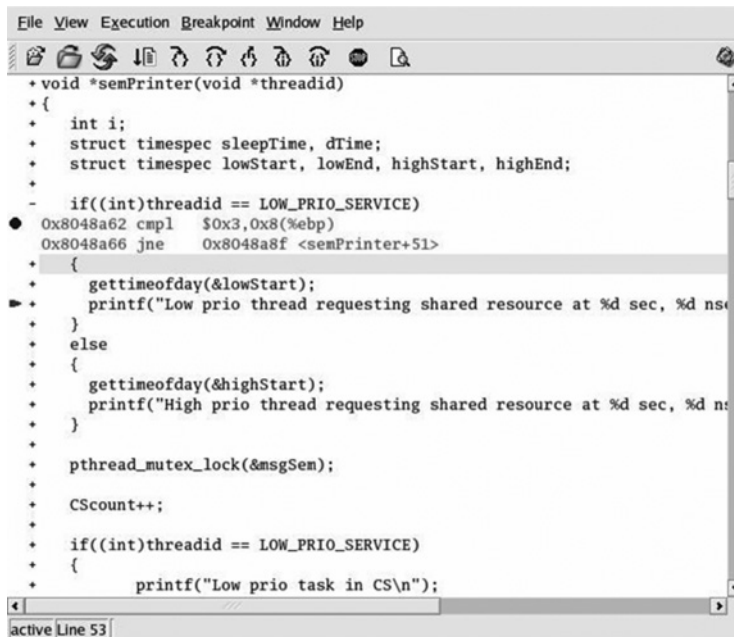 File View Execution Breakpoint Window Help
STOP
+ void *semPrinter(void *threadid)
+ {
+ int i;
+ struct timespec sleepTime, dTime;
+ struct timespec lowStart, lowEnd, highStart, highEnd;
+
- if((int)threadid == LOW_PRIO_SERVICE)
0x8048a62 cmpl $0x3,0x8(%ebp)
0x8048a66 jne 0x8048a8f <semPrinter+51>
+ {
+ gettimeofday(&lowStart);
+ printf("Low prio thread requesting shared resource at %d sec, %d nse
+ }
+ else
+ {
+ gettimeofday(&highStart);
+ printf("High prio thread requesting shared resource at %d sec, %d ns
+ }
+
+ pthread_mutex_lock(&msgSem);
+
+ CScount++;
+
+ if((int)threadid == LOW_PRIO_SERVICE)
+ {
+ printf("Low prio task in CS\n");
active Line 53